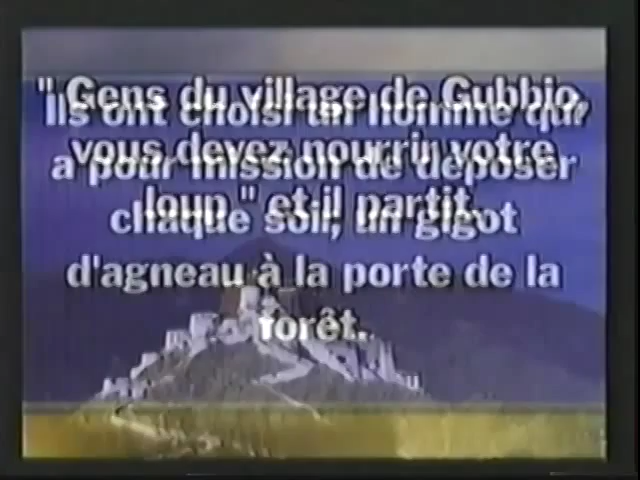 " Gens du village de Gubbio,
vous devez nourrir votre
loup " et il partit.
Ils ont choisi un homme qui
a pour mission de déposer
chaque soir, un gigot
d'agneau à la porte de la
forêt.